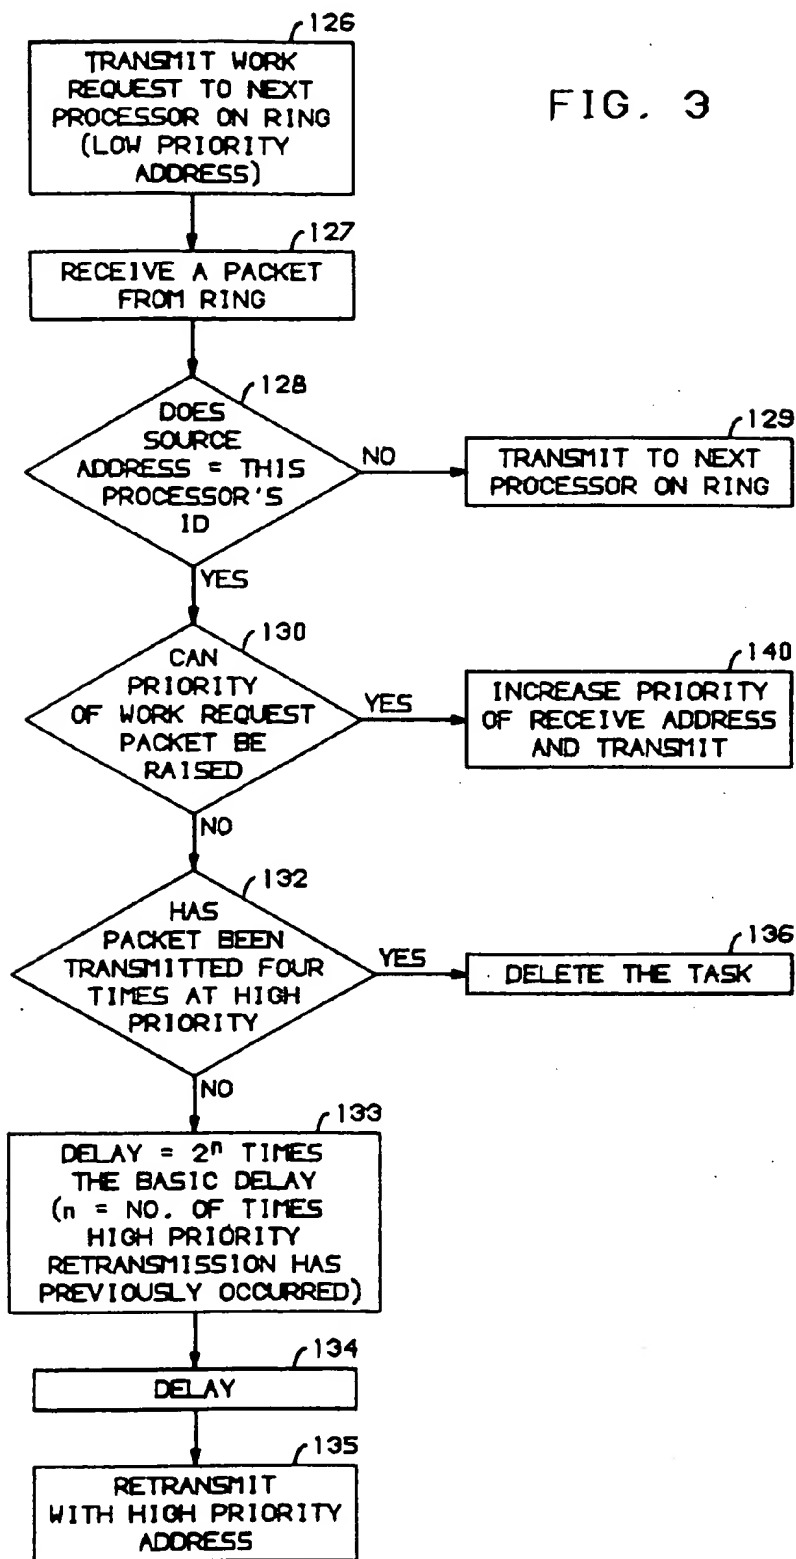 126
TRANSMIT WORK
REQUEST TO NEXT
PROCESSOR ON RING
(LOW PRIORITY
ADDRESS)
FIG. 3
127
RECEIVE A PACKET
FROM RING
128
DOES
SOURCE
ADDRESS = THIS
PROCESSOR'S
ID
NO
129
TRANSMIT TO NEXT
PROCESSOR ON RING
YES
130
CAN
PRIORITY
OF WORK REQUEST
PACKET BE
RAISED
YES
140
INCREASE PRIORITY
OF RECEIVE ADDRESS
AND TRANSMIT
NO
132
HAS
PACKET BEEN
TRANSMITTED FOUR
TIMES AT HIGH
PRIORITY
YES
136
DELETE THE TASK
NO
133
DELAY = 2ⁿ TIMES
THE BASIC DELAY
(n = NO. OF TIMES
HIGH PRIORITY
RETRANSMISSION HAS
PREVIOUSLY OCCURRED)
134
DELAY
135
RETRANSMIT
WITH HIGH PRIORITY
ADDRESS